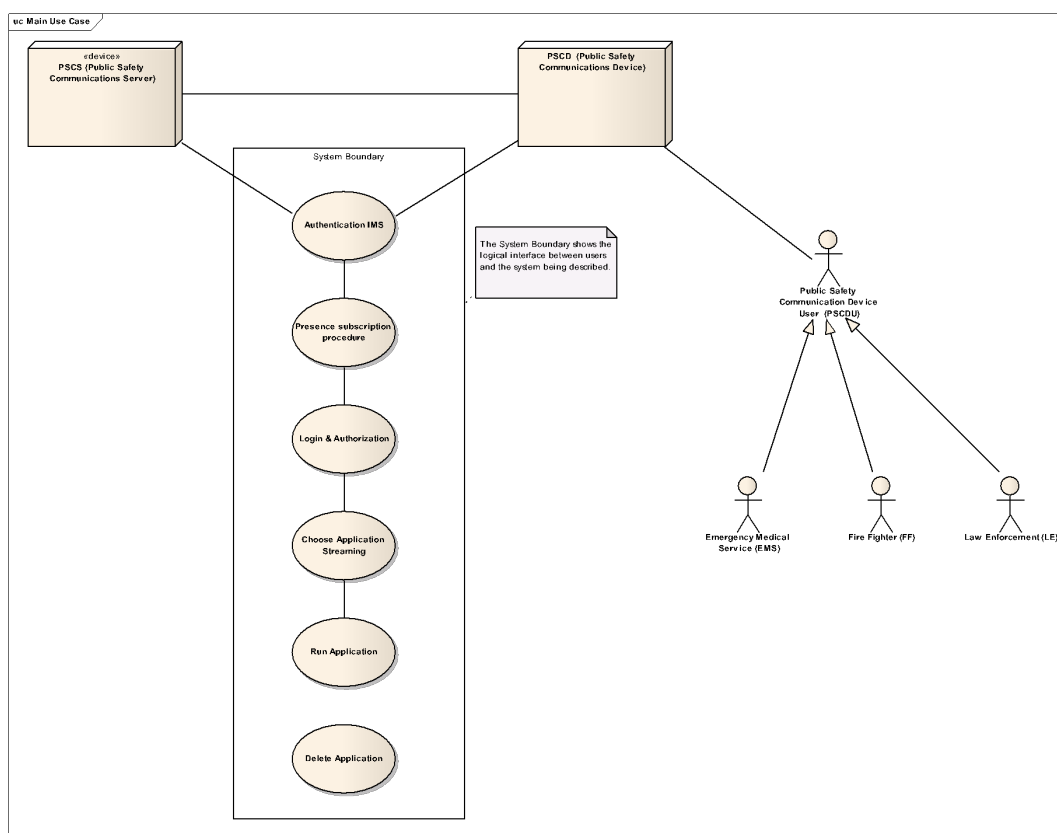 uc Main Use Case
«device»
PSCS (Public Safety
Communications Server)
PSCD (Public Safety
Communications Device)
System Boundary
Authentication IMS
The System Boundary shows the
logical interface between users
and the system being described.
Public Safety
Communication Device
User (PSCDU)
Presence subscription
procedure
Login & Authorization
Choose Application
Streaming
Emergency Medical
Service (EMS)
Fire Fighter (FF)
Law Enforcement (LE)
Run Application
Delete Application